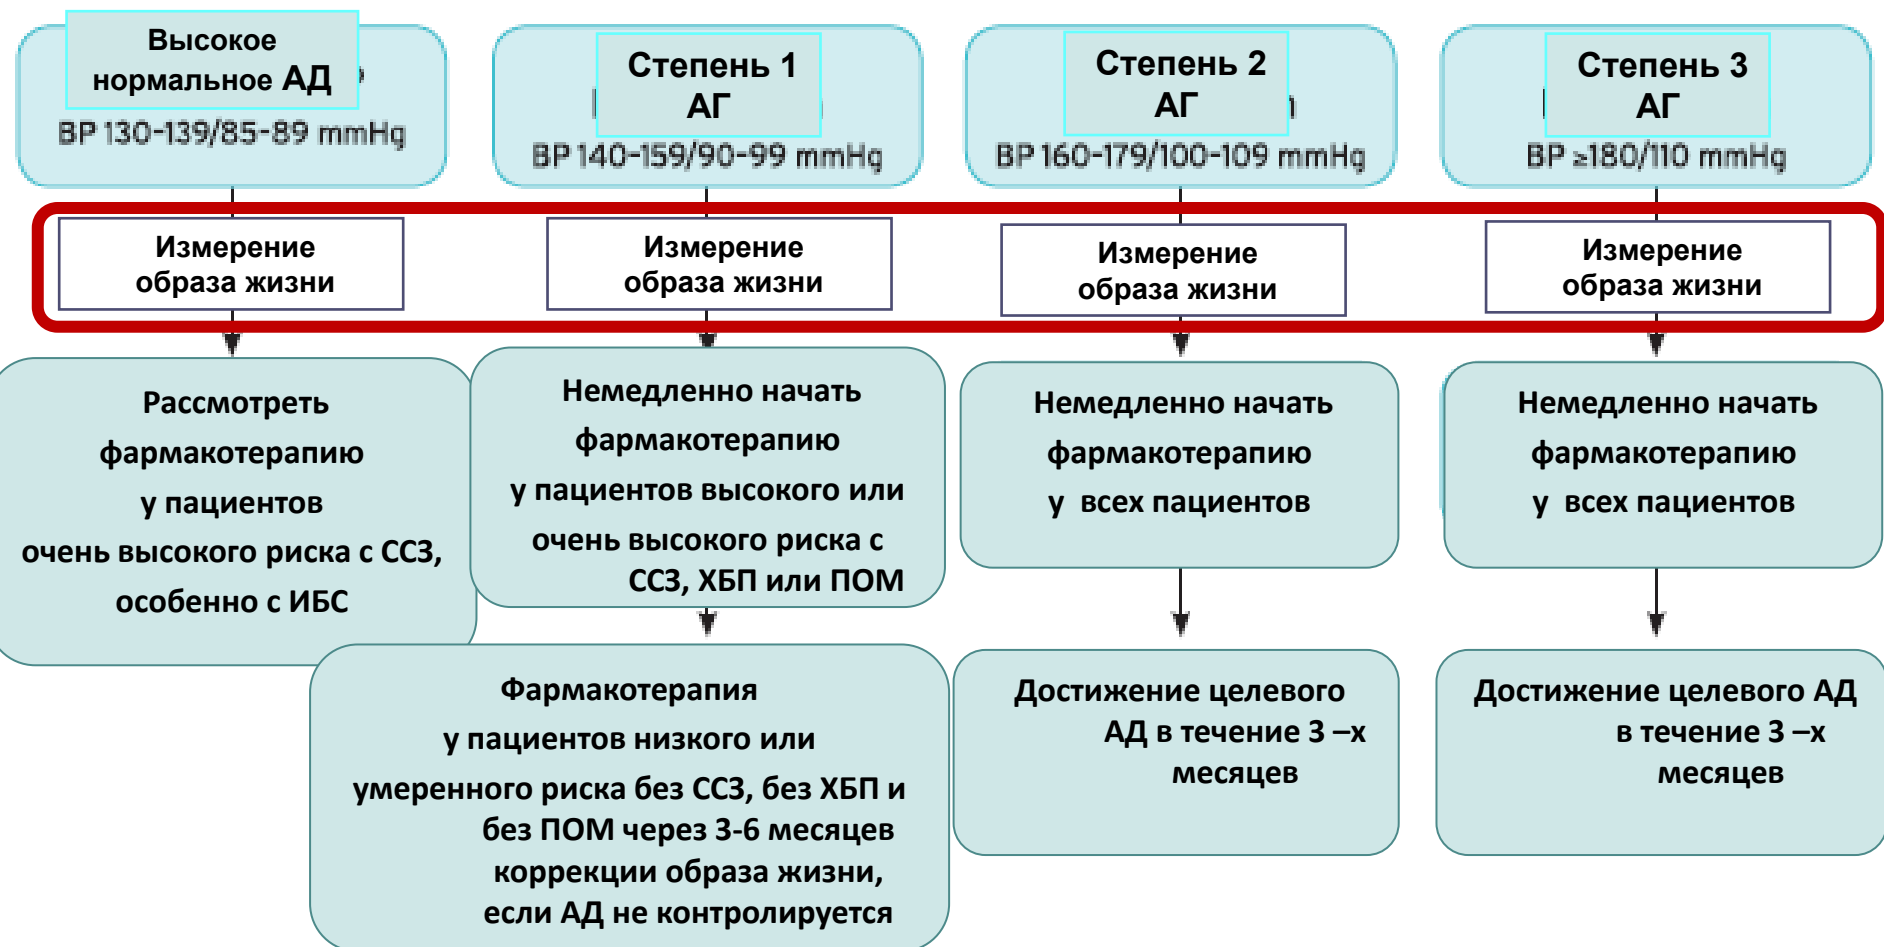 Высокое
нормальное АД
BP 130-139/85-89 mmHg
Степень 1
АГ
BP 140-159/90-99 mmHg
Степень 2
АГ
BP 160-179/100-109 mmHg
Степень 3
АГ
BP ≥180/110 mmHg
Измерение
образа жизни
Измерение
образа жизни
Измерение
образа жизни
Измерение
образа жизни
Рассмотреть
фармакотерапию
у пациентов
очень высокого риска с ССЗ,
особенно с ИБС
Немедленно начать
фармакотерапию
у пациентов высокого или
очень высокого риска с
ССЗ, ХБП или ПОМ
Немедленно начать
фармакотерапию
у всех пациентов
Немедленно начать
фармакотерапию
у всех пациентов
Фармакотерапия
у пациентов низкого или
умеренного риска без ССЗ, без ХБП и
без ПОМ через 3-6 месяцев
коррекции образа жизни,
если АД не контролируется
Достижение целевого
АД в течение 3 –х
месяцев
Достижение целевого АД
в течение 3 –х
месяцев